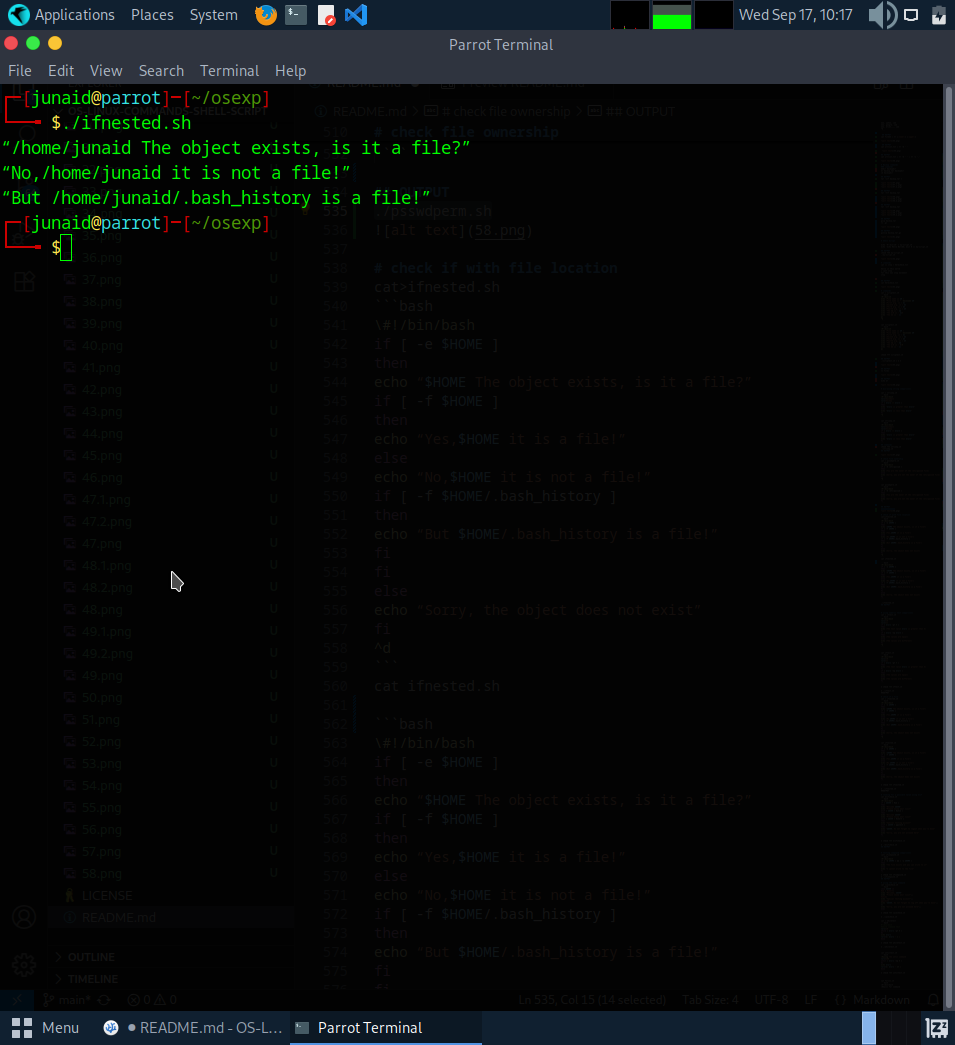 Applications Places System Wed Sep 17, 10:17
Parrot Terminal
File Edit View Search Terminal Help
[junaid@parrot]─[~/osexp]
$./ifnested.sh
“/home/junaid The object exists, is it a file?”
“No,/home/junaid it is not a file!”
“But /home/junaid/.bash_history is a file!”
[junaid@parrot]─[~/osexp]
$
README.md > # check file ownership > ## OUTPUT
# check file ownership
535 ./psswdperm.sh
536 ![alt text](58.png)
537
538 # check if with file location
539 cat>ifnested.sh
540 ```bash
541 \#!/bin/bash
542 if [ -e $HOME ]
543 then
544 echo "$HOME The object exists, is it a file?"
545 if [ -f $HOME ]
546 then
547 echo "Yes,$HOME it is a file!"
548 else
549 echo "No,$HOME it is not a file!"
550 if [ -f $HOME/.bash_history ]
551 then
552 echo "But $HOME/.bash_history is a file!"
553 fi
554 fi
555 else
556 echo "Sorry, the object does not exist"
557 fi
558 ^d
559 ```
560 cat ifnested.sh
561
562 ```bash
563 \#!/bin/bash
564 if [ -e $HOME ]
565 then
566 echo "$HOME The object exists, is it a file?"
567 if [ -f $HOME ]
568 then
569 echo "Yes,$HOME it is a file!"
570 else
571 echo "No,$HOME it is not a file!"
572 if [ -f $HOME/.bash_history ]
573 then
574 echo "But $HOME/.bash_history is a file!"
575 fi
fi
36.png U
37.png U
38.png U
39.png U
40.png U
41.png U
42.png U
43.png U
44.png U
45.png U
46.png U
47.1.png U
47.2.png U
47.png U
48.1.png U
48.2.png U
48.png U
49.1.png U
49.2.png U
49.png U
50.png U
51.png U
52.png U
53.png U
54.png U
55.png U
56.png U
57.png U
58.png U
LICENSE
README.md
OUTLINE
TIMELINE
main* 0 0 Ln 535, Col 15 (14 selected) Tab Size: 4 UTF-8 LF {} Markdown
Menu ● README.md - OS-L... Parrot Terminal